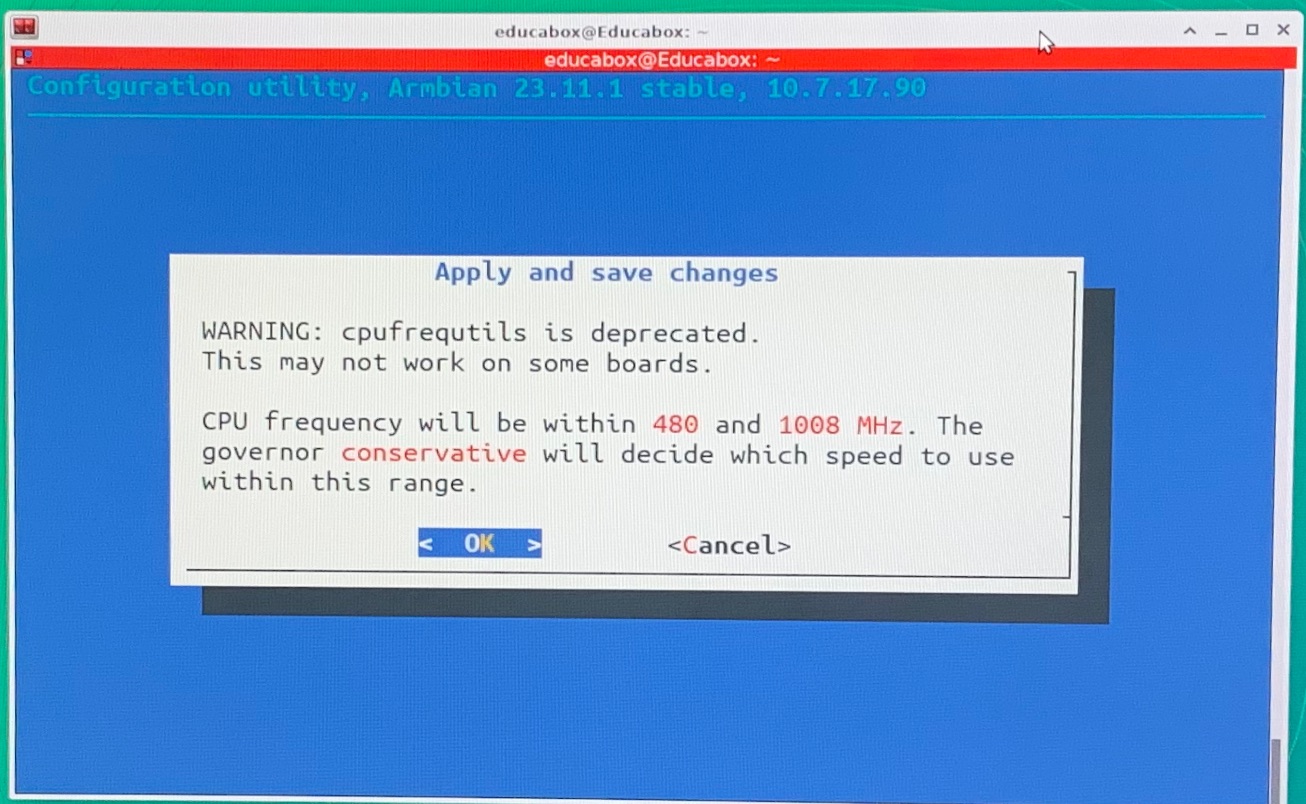 educabox@Educabox: ~
educabox@Educabox: ~
Configuration utility, Armbian 23.11.1 stable, 10.7.17.90
Apply and save changes
WARNING: cpufrequtils is deprecated.
This may not work on some boards.
CPU frequency will be within 480 and 1008 MHz. The
governor conservative will decide which speed to use
within this range.
< OK > <Cancel>